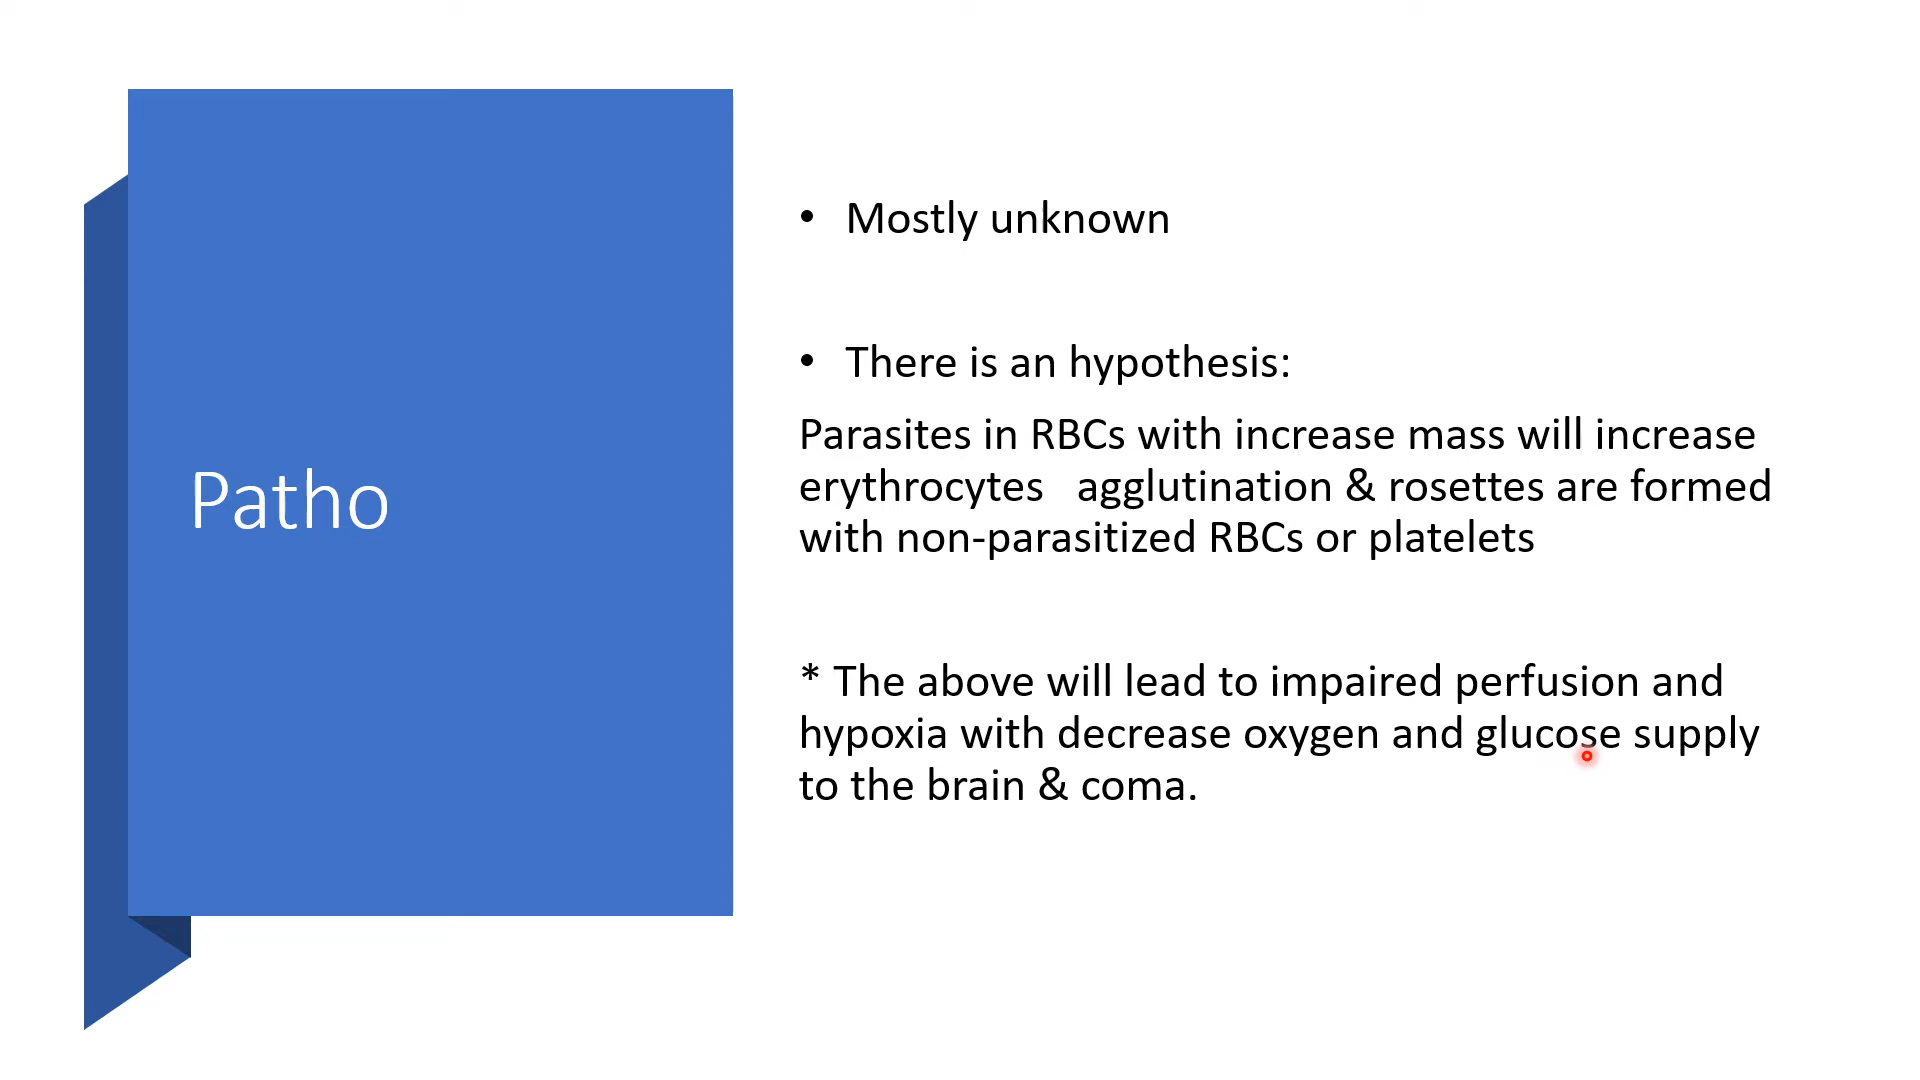 Patho
• Mostly unknown
• There is an hypothesis:
Parasites in RBCs with increase mass will increase
erythrocytes   agglutination & rosettes are formed
with non-parasitized RBCs or platelets
* The above will lead to impaired perfusion and
hypoxia with decrease oxygen and glucose supply
to the brain & coma.